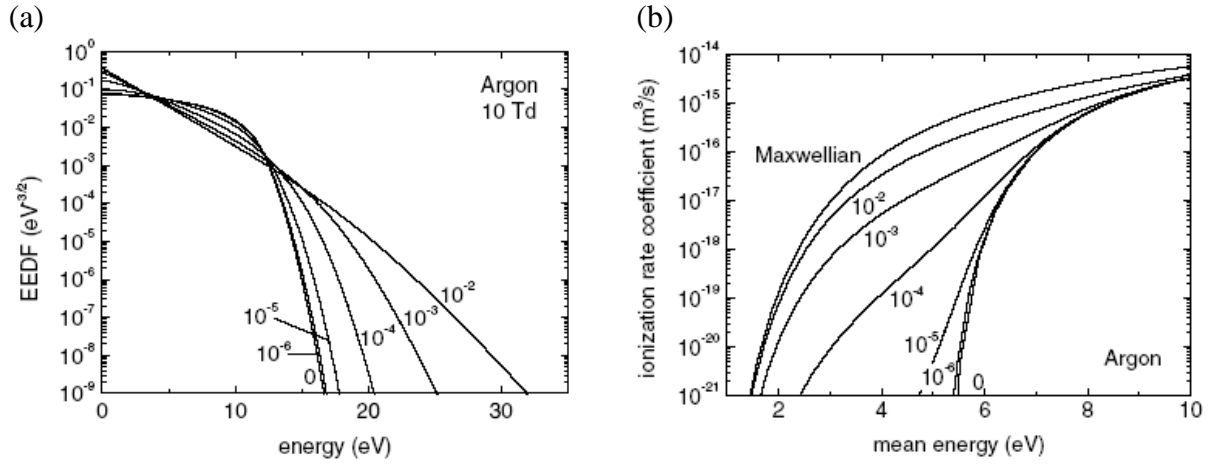 (a)
10⁰
10⁻¹
10⁻²
10⁻³
10⁻⁴
10⁻⁵
10⁻⁶
10⁻⁷
10⁻⁸
10⁻⁹
EEDF (eV⁻³/²)
Argon
10 Td
10⁻²
10⁻³
10⁻⁴
10⁻⁵
10⁻⁶
0
0 10 20 30
energy (eV)
(b)
10⁻¹⁴
10⁻¹⁵
10⁻¹⁶
10⁻¹⁷
10⁻¹⁸
10⁻¹⁹
10⁻²⁰
10⁻²¹
ionization rate coefficient (m³/s)
Maxwellian
10⁻²
10⁻³
10⁻⁴
10⁻⁵
10⁻⁶
0
Argon
2 4 6 8 10
mean energy (eV)